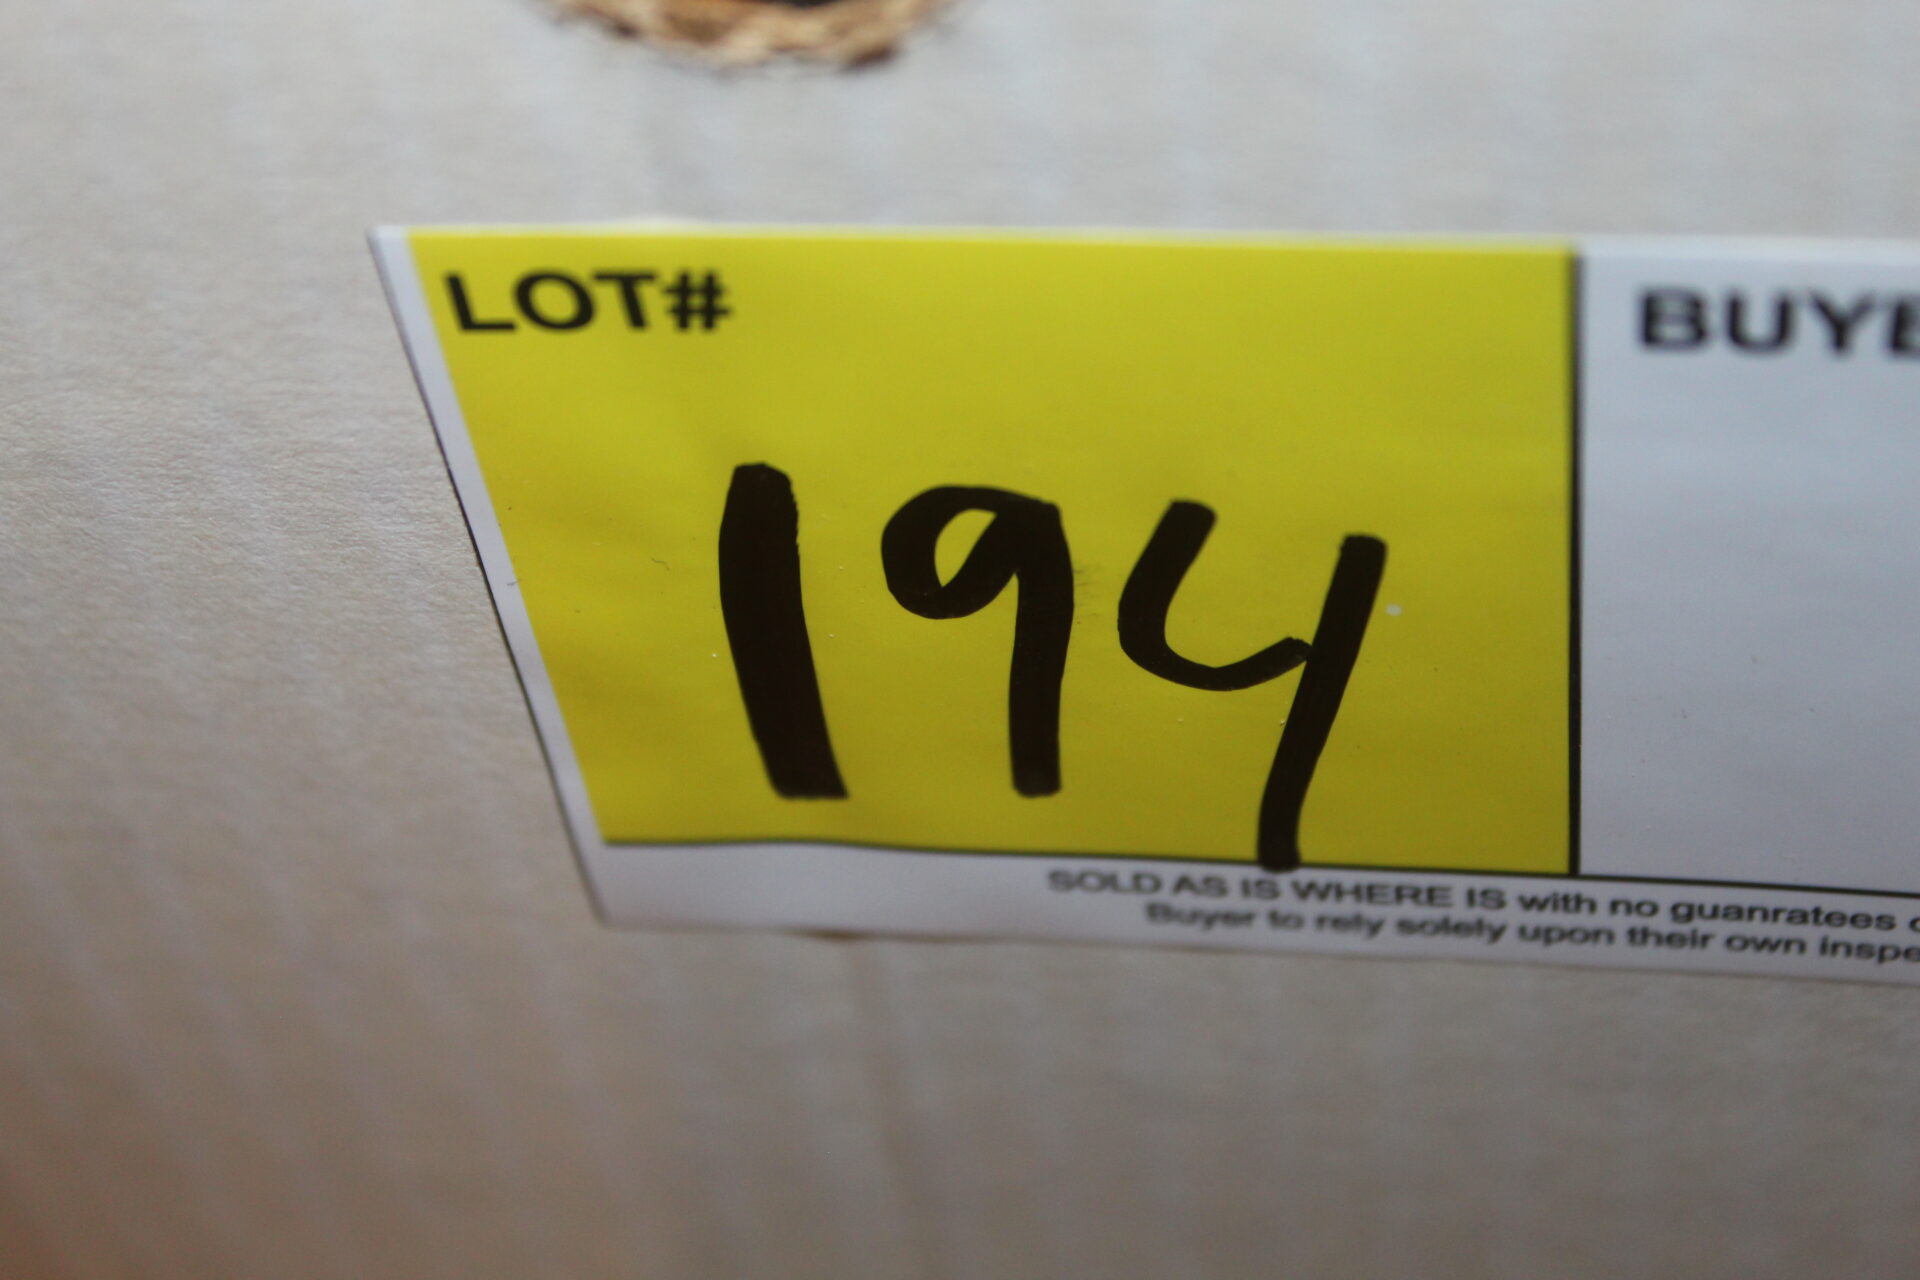 LOT#
BUYE
194
SOLD AS IS WHERE IS with no guanratees
Buyer to rely solely upon their own inspe